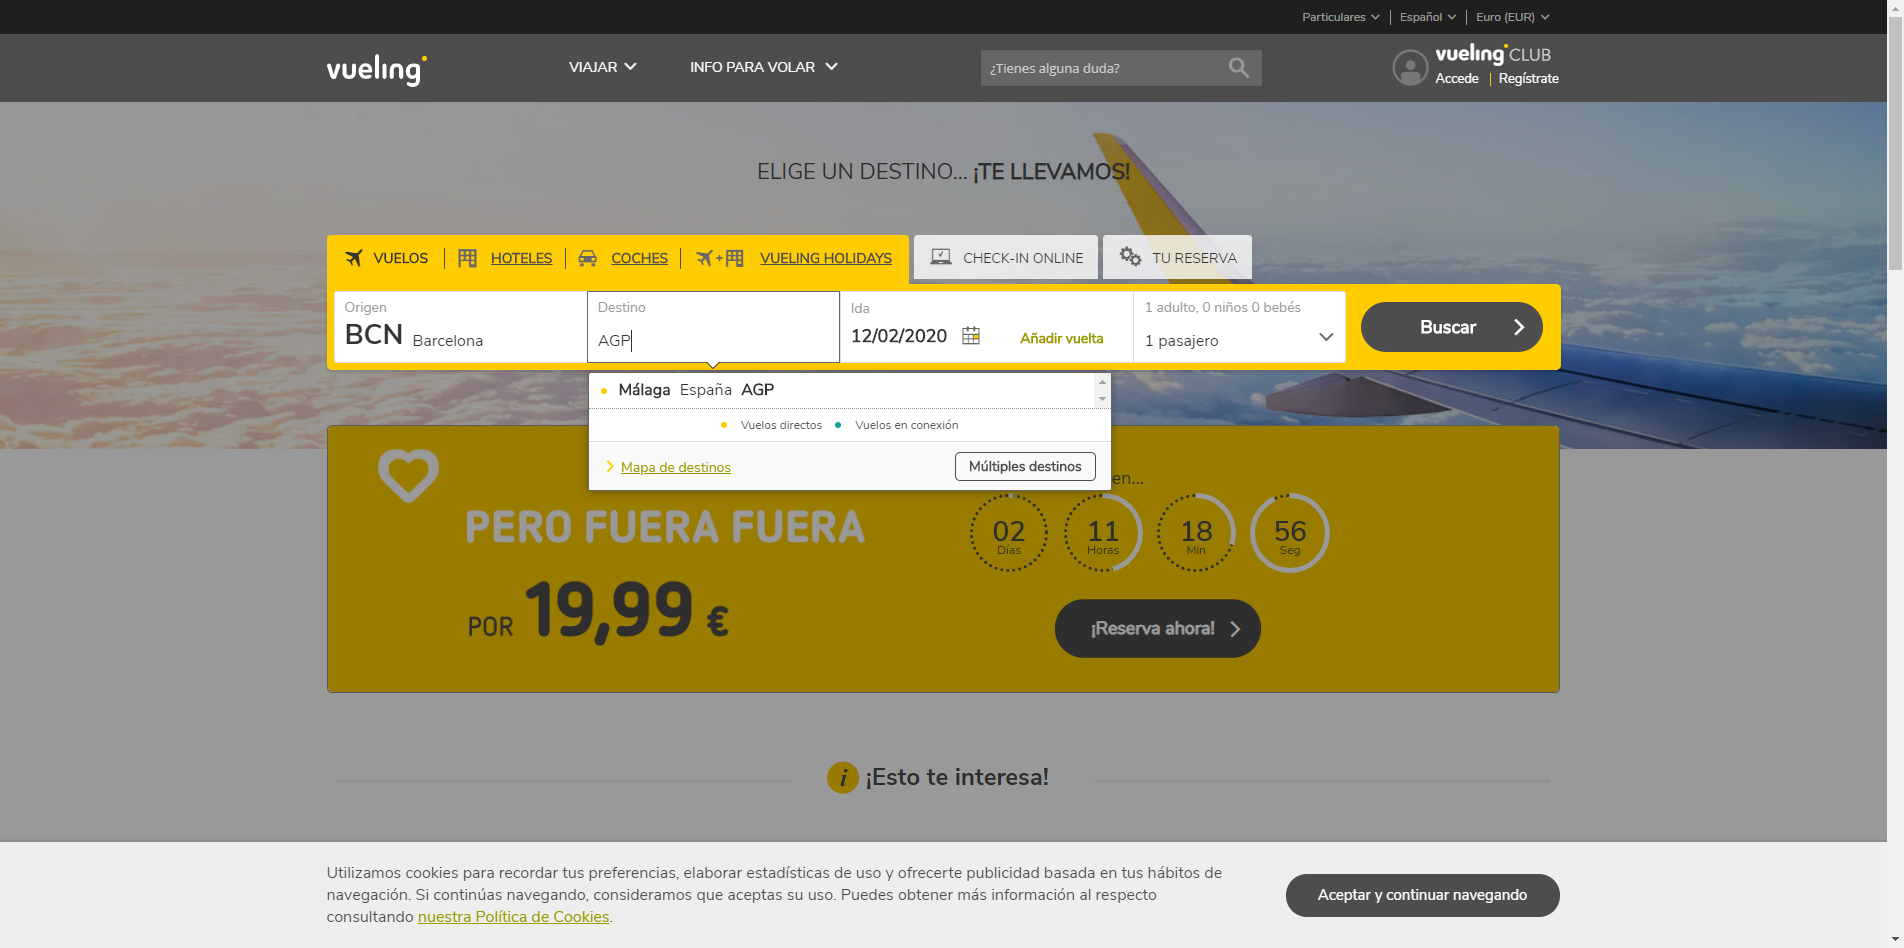 Particulares Español Euro (EUR)
vueling VIAJAR INFO PARA VOLAR ¿Tienes alguna duda? vueling CLUB
Accede Regístrate
ELIGE UN DESTINO... ¡TE LLEVAMOS!
VUELOS HOTELES COCHES + VUELING HOLIDAYS CHECK-IN ONLINE TU RESERVA
Origen Destino Ida 1 adulto, 0 niños 0 bebés
BCN Barcelona AGP 12/02/2020 Añadir vuelta 1 pasajero Buscar
Málaga España AGP
Vuelos directos Vuelos en conexión
Mapa de destinos Múltiples destinos
en...
PERO FUERA FUERA
02 11 18 56
Días Horas Min Seg
POR 19,99 €
¡Reserva ahora!
i ¡Esto te interesa!
Utilizamos cookies para recordar tus preferencias, elaborar estadísticas de uso y ofrecerte publicidad basada en tus hábitos de
navegación. Si continúas navegando, consideramos que aceptas su uso. Puedes obtener más información al respecto
consultando nuestra Política de Cookies.
Aceptar y continuar navegando